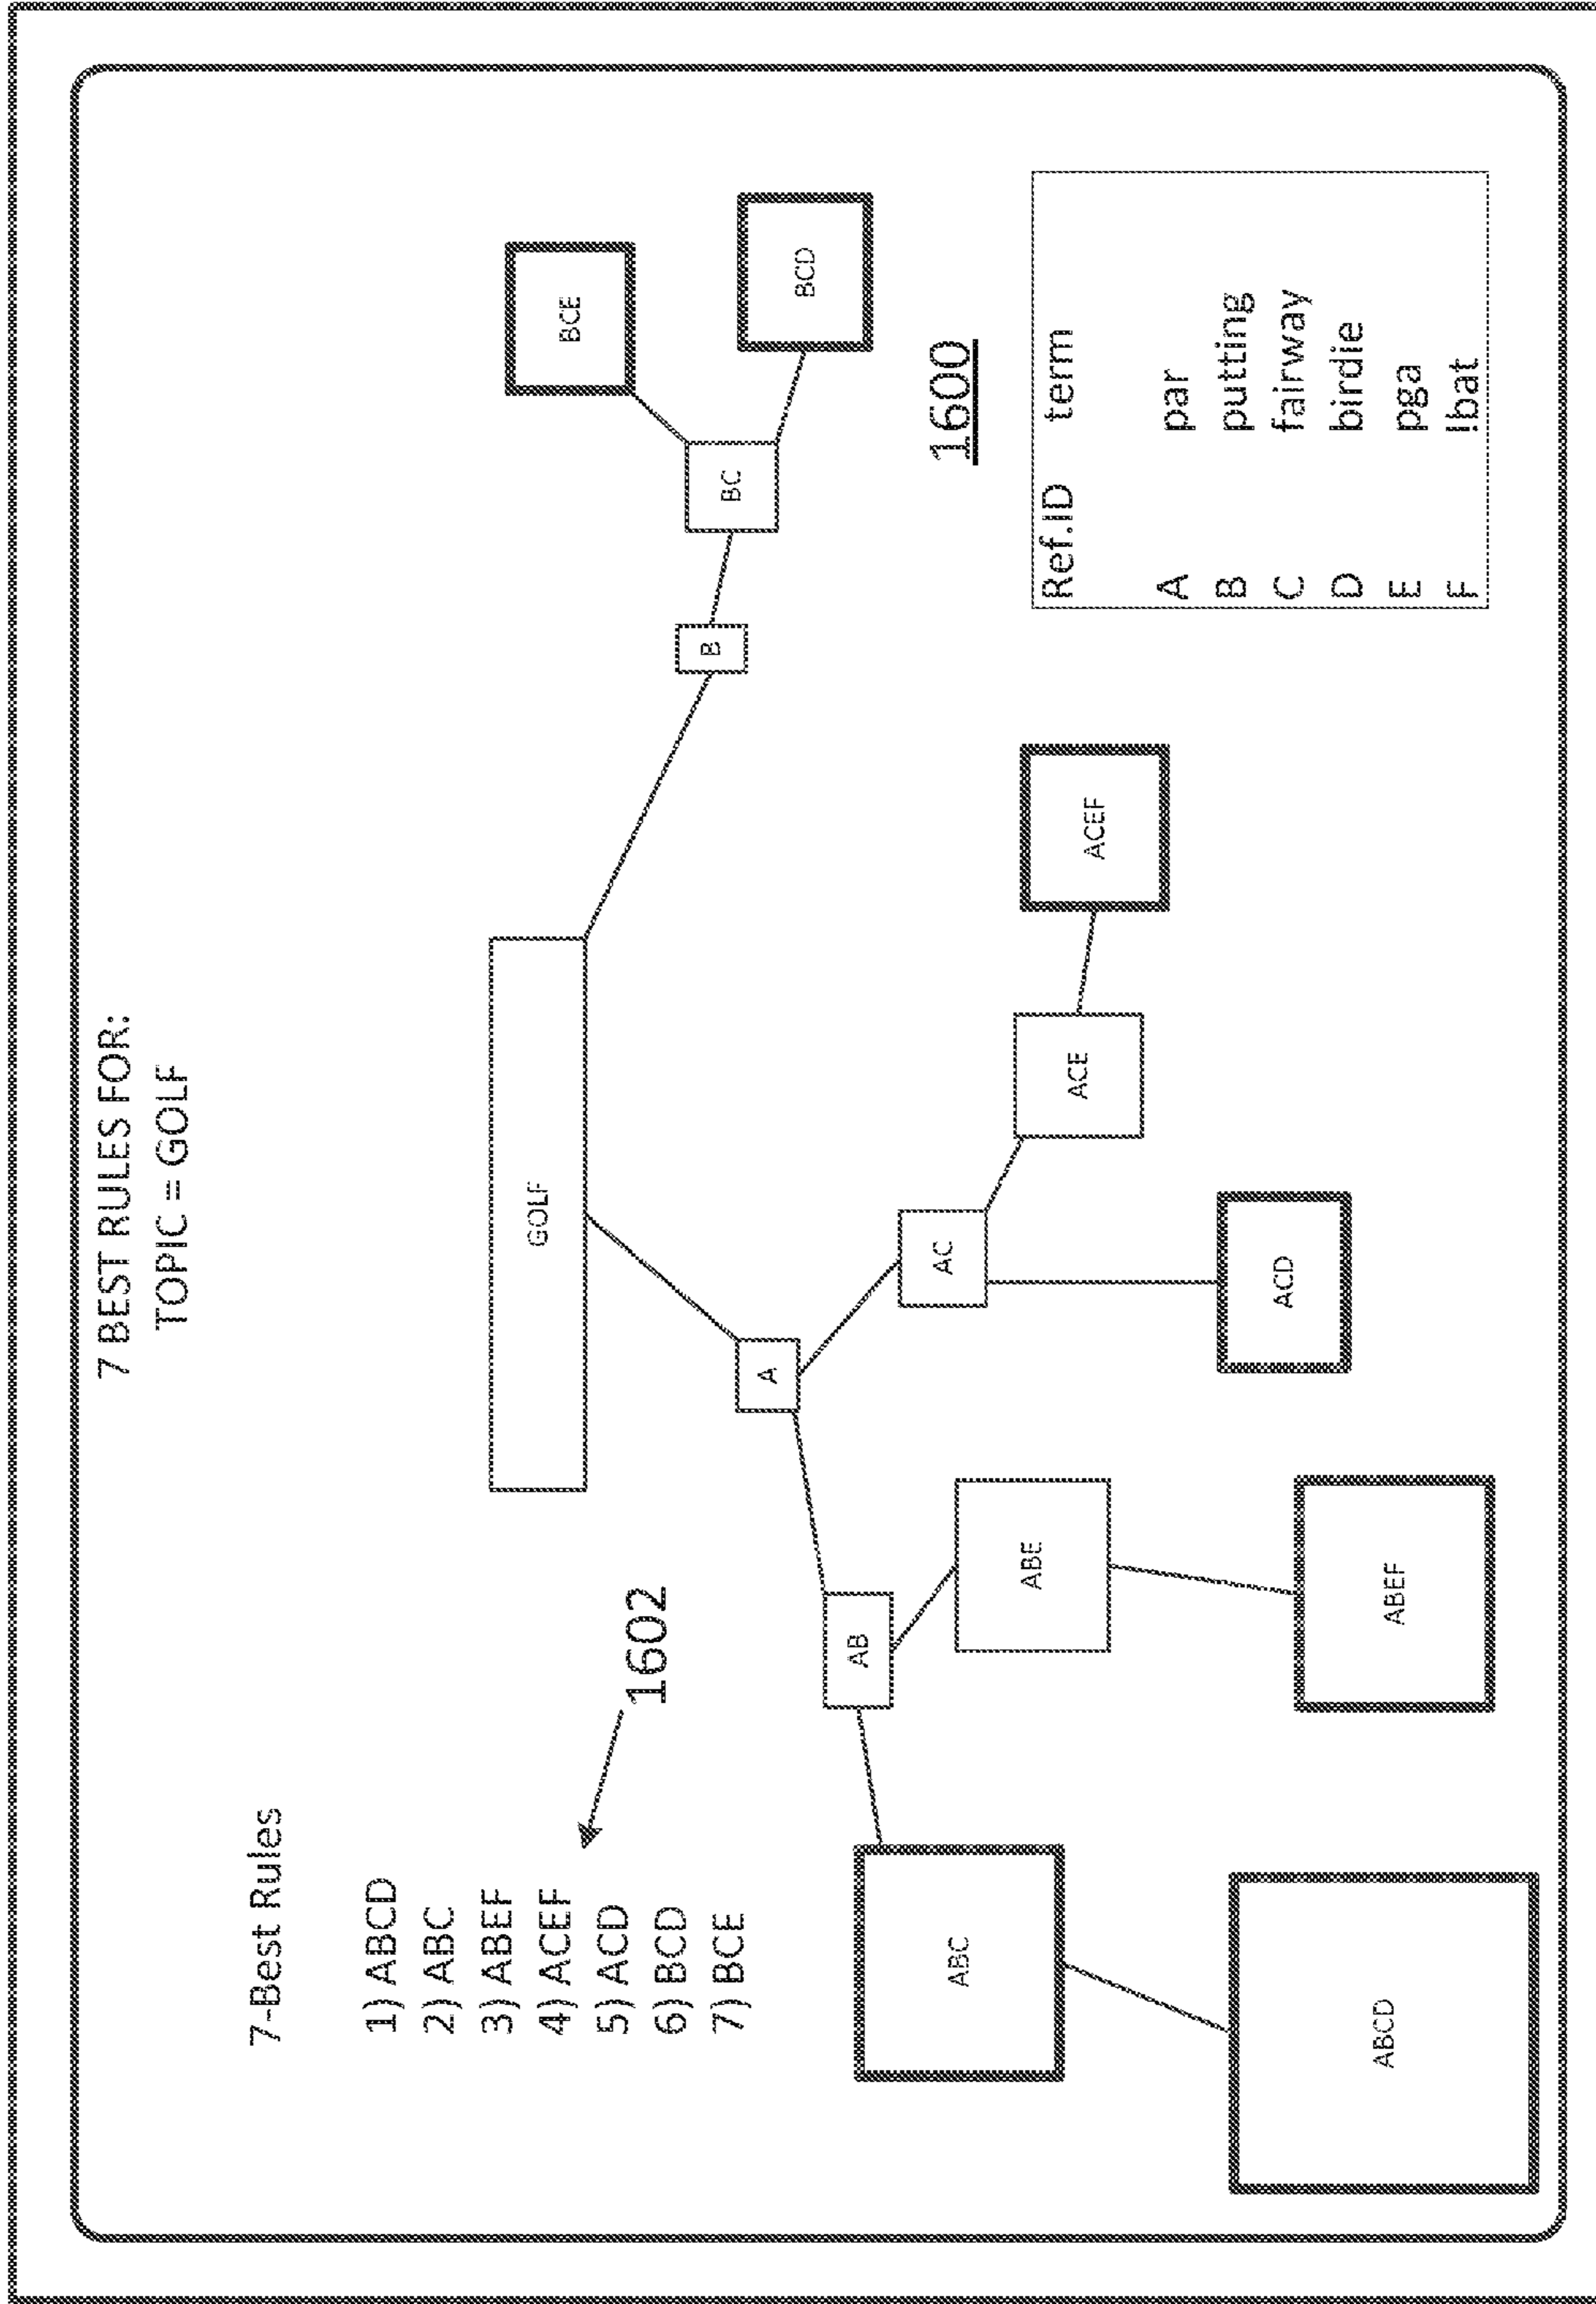 7 BEST RULES FOR:
TOPIC = GOLF
7-Best Rules
1) ABCD
2) ABC
3) ABEF
4) ACEF
5) ACD
6) BCD
7) BCE
1602
GOLF
A
B
AB
AC
BC
BCE
BCD
ABC
ABE
ACE
ACEF
ABCD
ABEF
ACD
1600
Ref.ID term
A par
B putting
C fairway
D birdie
E pga
F !bat